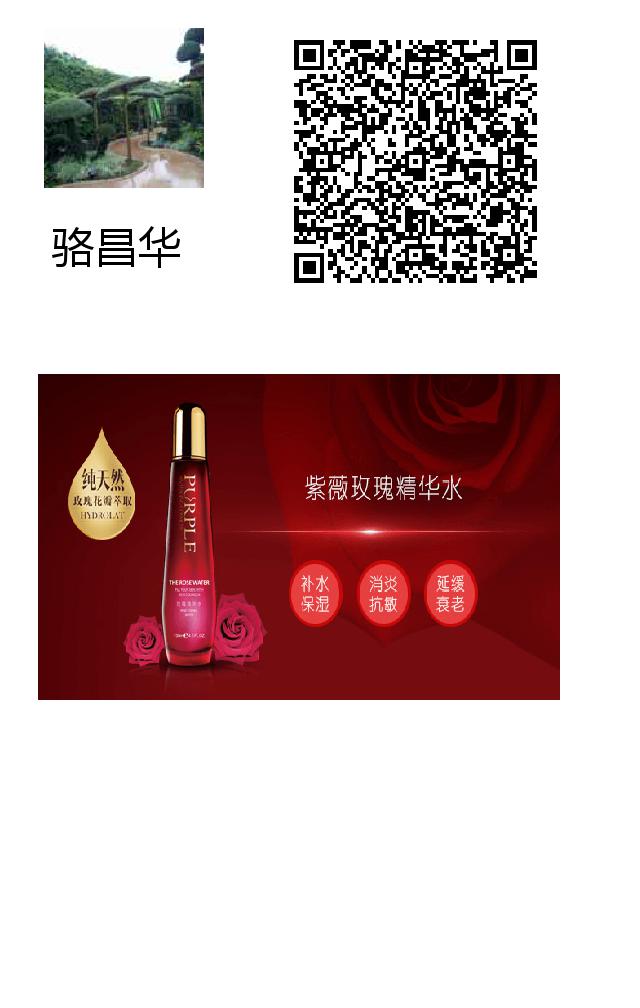 骆昌华
纯天然
玫瑰花瓣萃取
HYDROLAT
PURPLE
THE ROSE WATER
紫薇玫瑰精华水
补水
保湿
消炎
抗敏
延缓
衰老